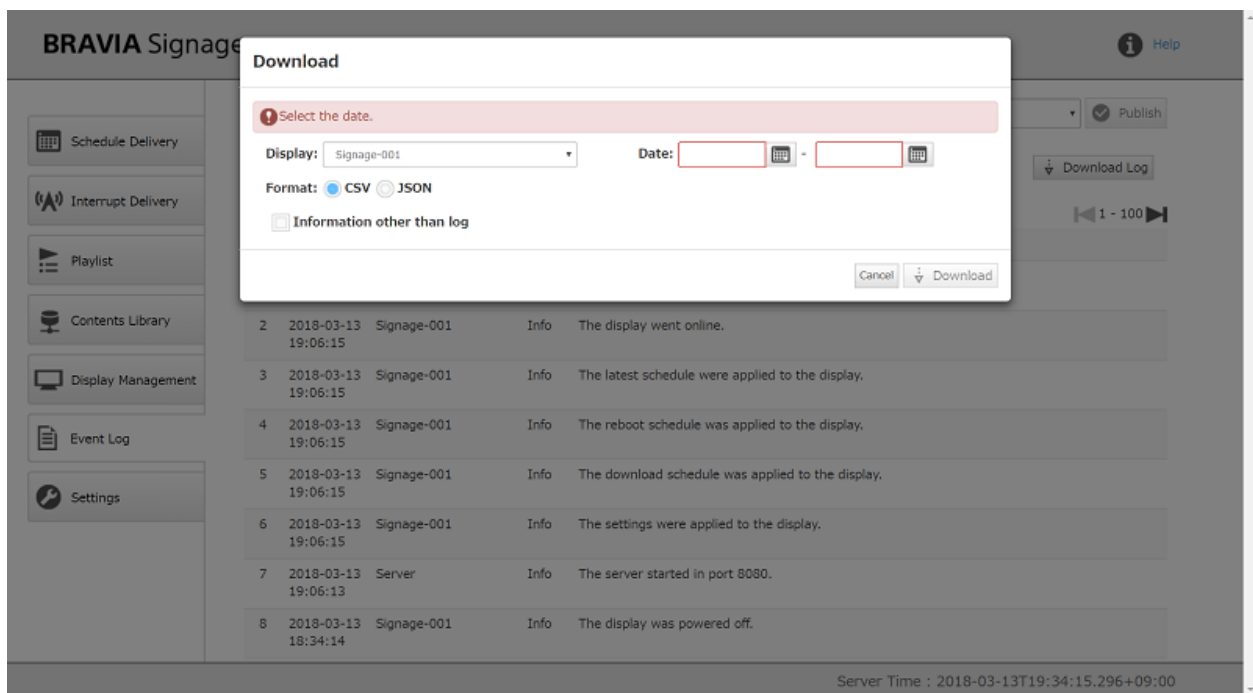 BRAVIA Signage
Help
Download
Select the date.
Display: Signage-001
Date: -
Format: CSV JSON
Information other than log
Cancel
Download
Publish
Download Log
1 - 100
Schedule Delivery
Interrupt Delivery
Playlist
Contents Library
Display Management
Event Log
Settings
2 2018-03-13 Signage-001 Info The display went online.
19:06:15
3 2018-03-13 Signage-001 Info The latest schedule were applied to the display.
19:06:15
4 2018-03-13 Signage-001 Info The reboot schedule was applied to the display.
19:06:15
5 2018-03-13 Signage-001 Info The download schedule was applied to the display.
19:06:15
6 2018-03-13 Signage-001 Info The settings were applied to the display.
19:06:15
7 2018-03-13 Server Info The server started in port 8080.
19:06:13
8 2018-03-13 Signage-001 Info The display was powered off.
18:34:14
Server Time : 2018-03-13T19:34:15.296+09:00